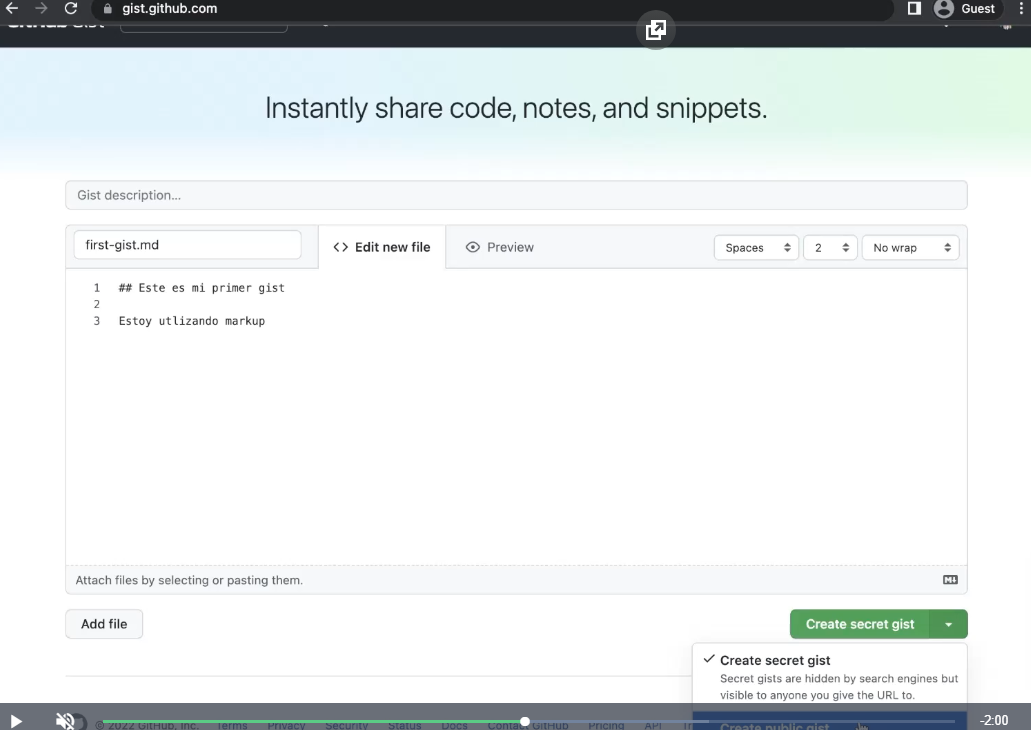 gist.github.com
Guest
Instantly share code, notes, and snippets.
Gist description...
first-gist.md
Edit new file
Preview
Spaces
2
No wrap
1 ## Este es mi primer gist
2
3 Estoy utlizando markup
Attach files by selecting or pasting them.
Add file
Create secret gist
Create secret gist
Secret gists are hidden by search engines but
visible to anyone you give the URL to.
© 2022 GitHub, Inc. Terms Privacy Security Status Docs Contact GitHub Pricing API
Create public gist
-2:00